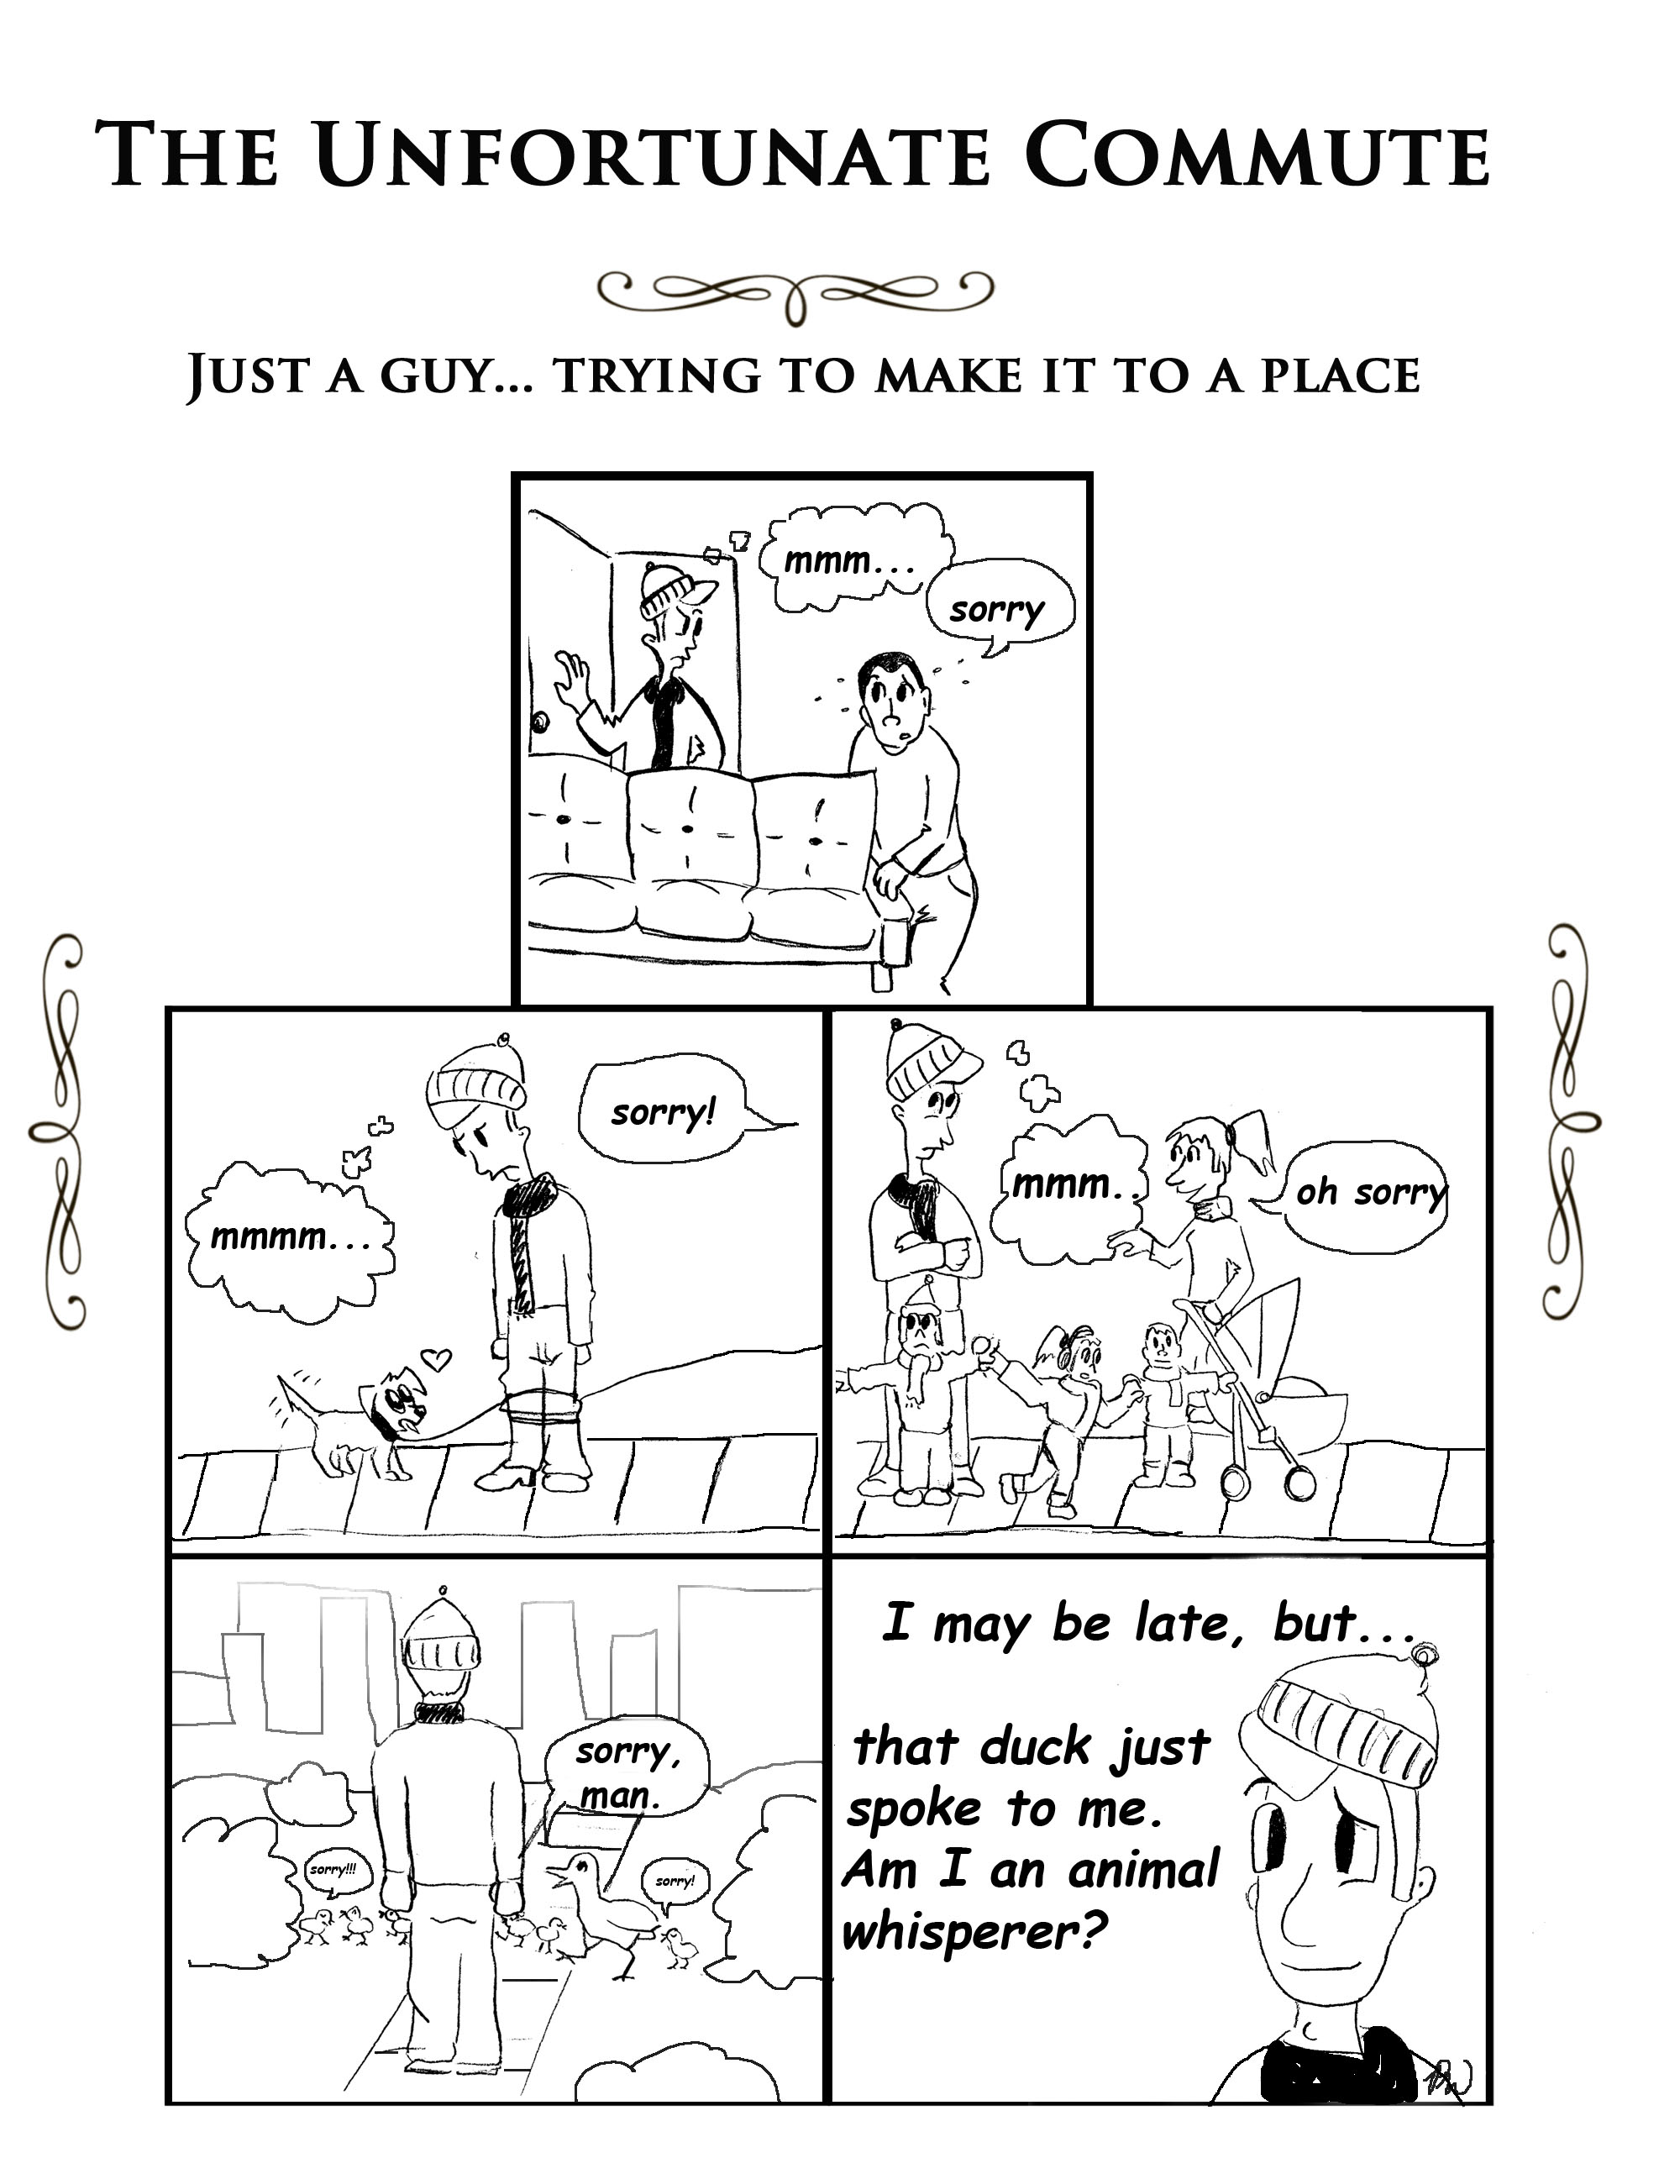 THE UNFORTUNATE COMMUTE
JUST A GUY... TRYING TO MAKE IT TO A PLACE
mmm...
sorry
sorry!
mmmm...
mmm..
oh sorry
sorry,
man.
sorry!!!
sorry!
I may be late, but...
that duck just
spoke to me.
Am I an animal
whisperer?